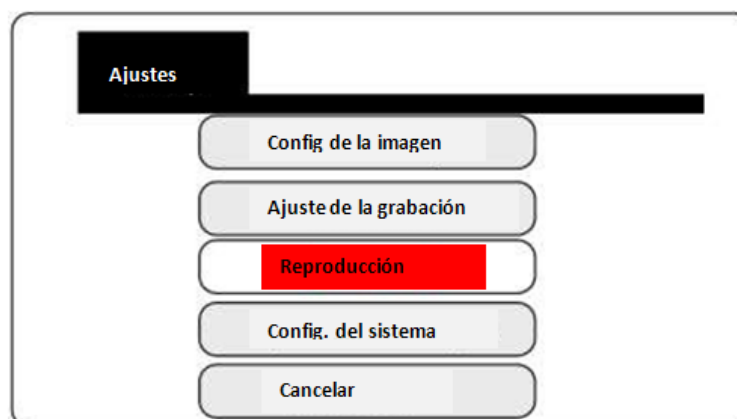 Ajustes
Config de la imagen
Ajuste de la grabación
Reproducción
Config. del sistema
Cancelar